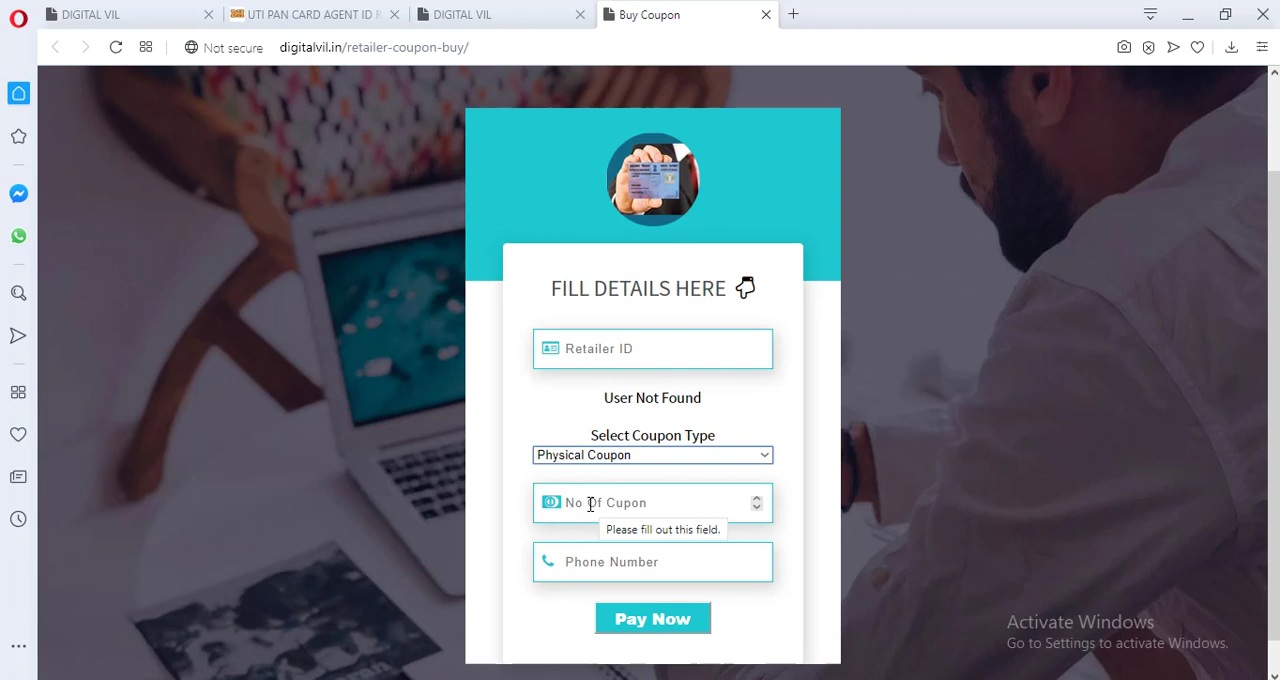 DIGITAL VIL
UTI PAN CARD AGENT ID R
DIGITAL VIL
Buy Coupon
Not secure
digitalvil.in/retailer-coupon-buy/
FILL DETAILS HERE
Retailer ID
User Not Found
Select Coupon Type
Physical Coupon
No Of Cupon
Please fill out this field.
Phone Number
Pay Now
Activate Windows
Go to Settings to activate Windows.